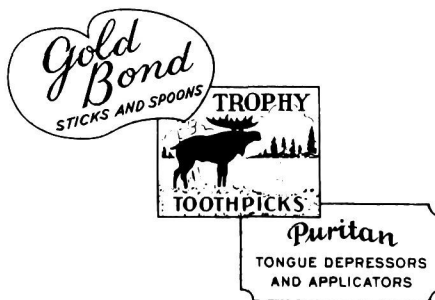 Gold
Bond
STICKS AND SPOONS
TROPHY
TOOTHPICKS
Puritan
TONGUE DEPRESSORS
AND APPLICATORS